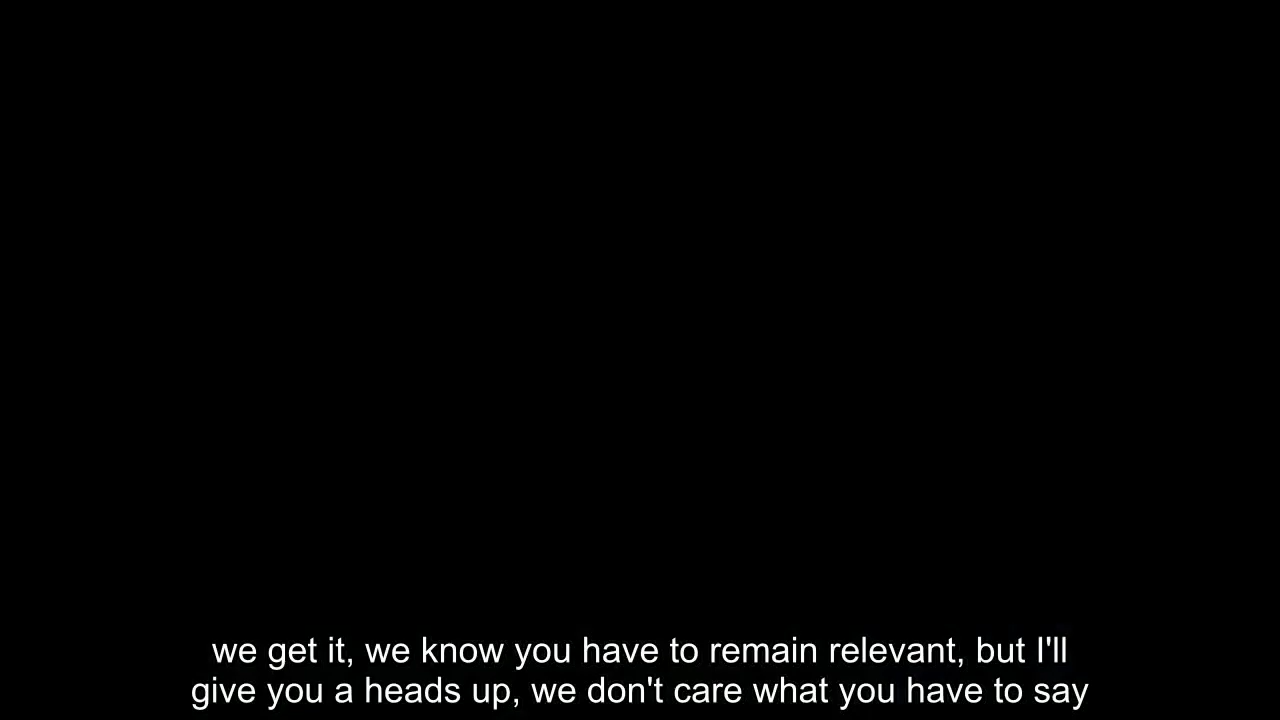 we get it, we know you have to remain relevant, but I'll
give you a heads up, we don't care what you have to say